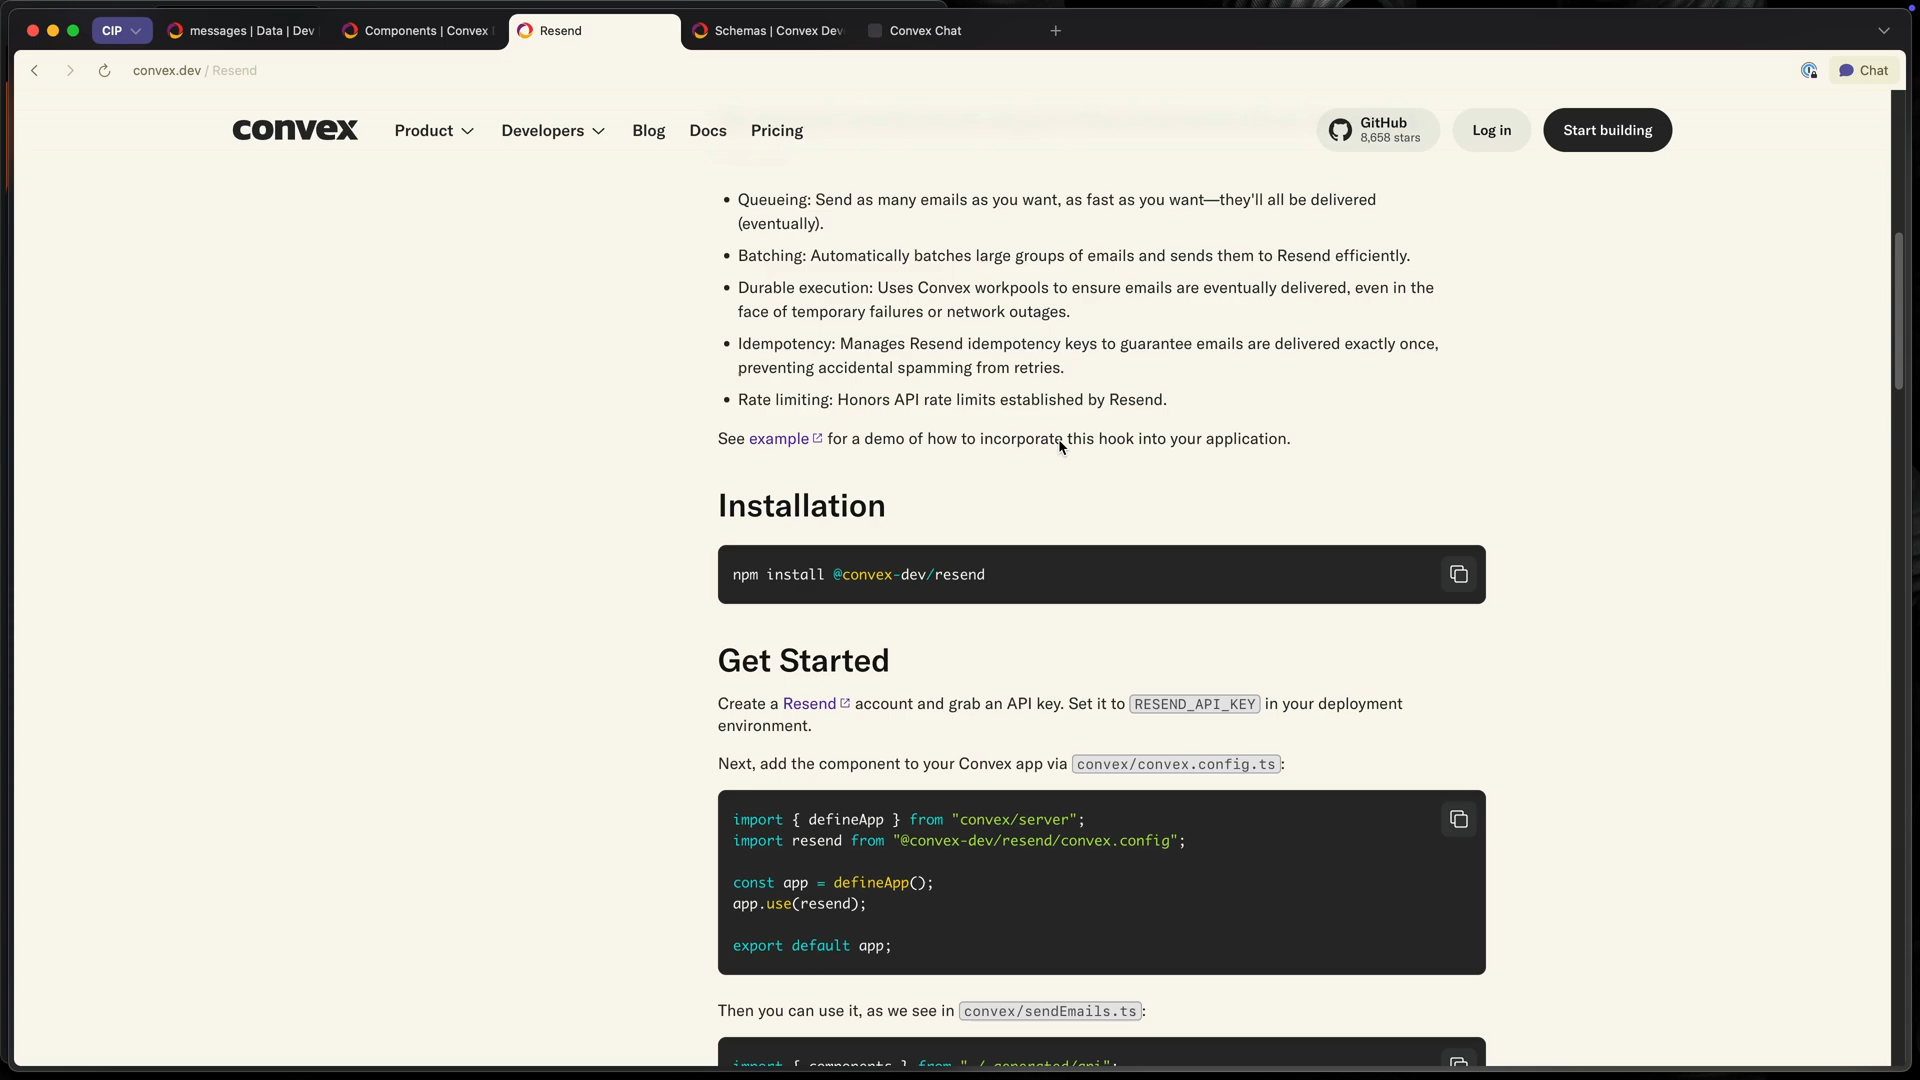 CIP
messages | Data | Dev
Components | Convex
Resend
Schemas | Convex Dev
Convex Chat
convex.dev / Resend
Chat
convex
Product
Developers
Blog
Docs
Pricing
GitHub
8,658 stars
Log in
Start building
• Queueing: Send as many emails as you want, as fast as you want—they'll all be delivered
(eventually).
• Batching: Automatically batches large groups of emails and sends them to Resend efficiently.
• Durable execution: Uses Convex workpools to ensure emails are eventually delivered, even in the
face of temporary failures or network outages.
• Idempotency: Manages Resend idempotency keys to guarantee emails are delivered exactly once,
preventing accidental spamming from retries.
• Rate limiting: Honors API rate limits established by Resend.
See example for a demo of how to incorporate this hook into your application.
Installation
npm install @convex-dev/resend
Get Started
Create a Resend account and grab an API key. Set it to RESEND_API_KEY in your deployment
environment.
Next, add the component to your Convex app via convex/convex.config.ts:
import { defineApp } from "convex/server";
import resend from "@convex-dev/resend/convex.config";
const app = defineApp();
app.use(resend);
export default app;
Then you can use it, as we see in convex/sendEmails.ts:
import { components } from "./_generated/api";